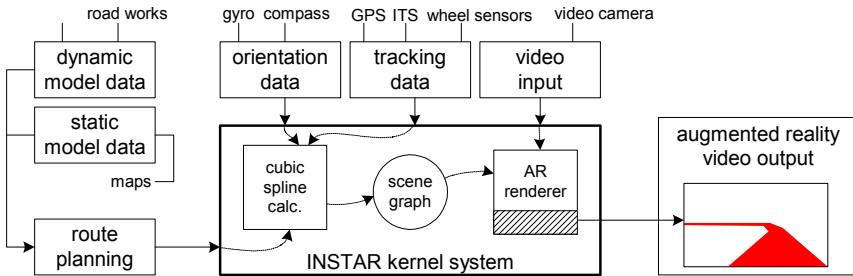 road works
gyro compass
GPS ITS wheel sensors
video camera
dynamic
model data
orientation
data
tracking
data
video
input
static
model data
maps
cubic
spline
calc.
scene
graph
AR
renderer
augmented reality
video output
route
planning
INSTAR kernel system